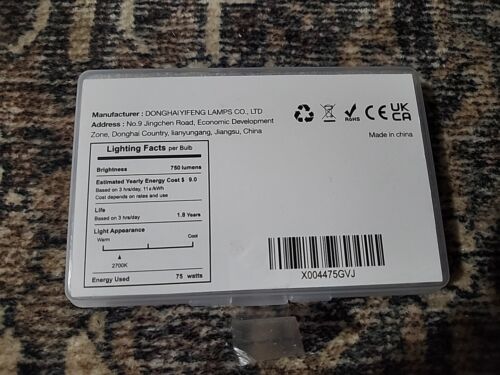 Manufacturer : DONGHAIYIFENG LAMPS CO., LTD
Address : No.9 Jingchen Road, Economic Development
Zone, Donghai Country, lianyungang, Jiangsu, China
RoHS
CE
UK
CA
Made in china
Lighting Facts per Bulb
Brightness 750 lumens
Estimated Yearly Energy Cost $ 9.0
Based on 3 hrs/day, 11¢/kWh
Cost depends on rates and use
Life
Based on 3 hrs/day 1.8 Years
Light Appearance
Warm Cool
2700K
Energy Used 75 watts
X004475GVJ